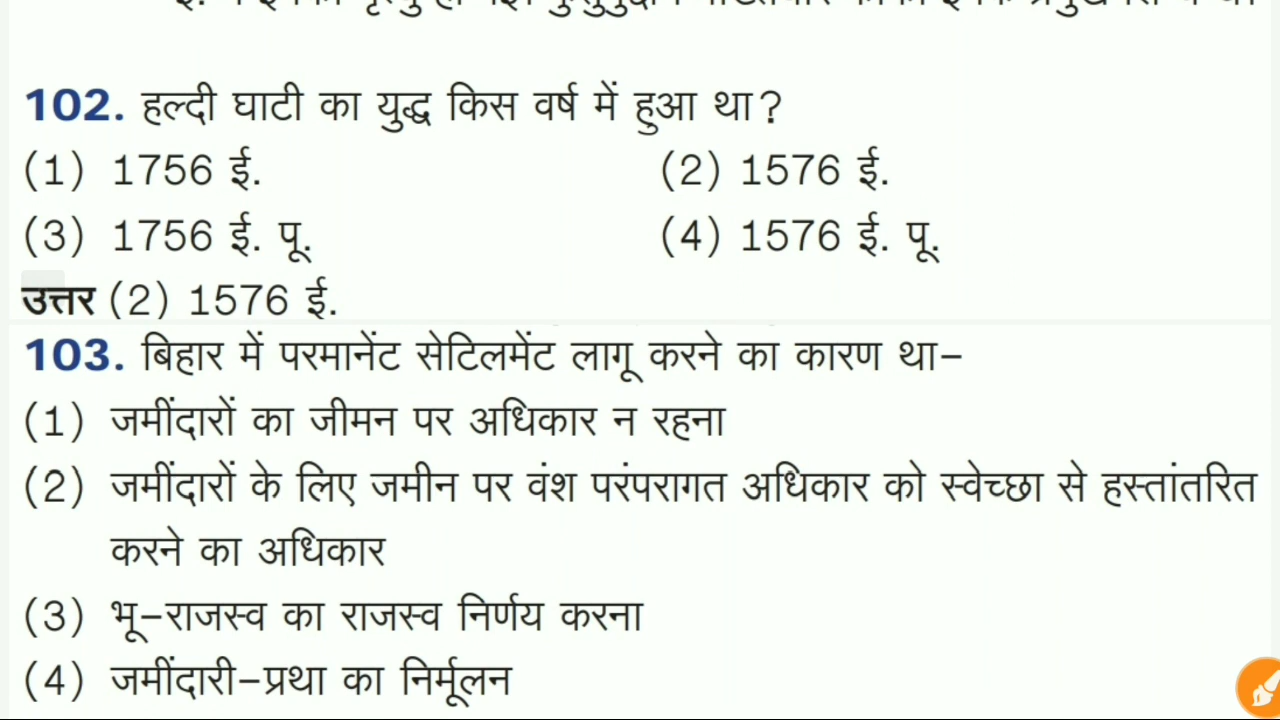 102. हल्दी घाटी का युद्ध किस वर्ष में हुआ था?
(1) 1756 ई. (2) 1576 ई.
(3) 1756 ई. पू. (4) 1576 ई. पू.
उत्तर (2) 1576 ई.
103. बिहार में परमानेंट सेटिलमेंट लागू करने का कारण था–
(1) जमींदारों का जीमन पर अधिकार न रहना
(2) जमींदारों के लिए जमीन पर वंश परंपरागत अधिकार को स्वेच्छा से हस्तांतरित
करने का अधिकार
(3) भू–राजस्व का राजस्व निर्णय करना
(4) जमींदारी–प्रथा का निर्मूलन